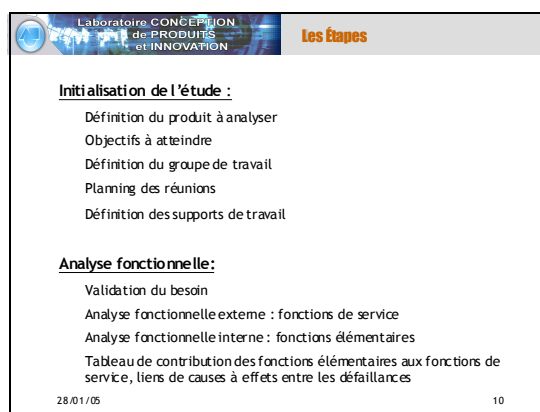 Laboratoire CONCEPTION
de PRODUITS
et INNOVATION
Les Étapes
Initialisation de l'étude :
Définition du produit à analyser
Objectifs à atteindre
Définition du groupe de travail
Planning des réunions
Définition des supports de travail
Analyse fonctionnelle:
Validation du besoin
Analyse fonctionnelle externe : fonctions de service
Analyse fonctionnelle interne : fonctions élémentaires
Tableau de contribution des fonctions élémentaires aux fonctions de
service, liens de causes à effets entre les défaillances
28/01/05
10